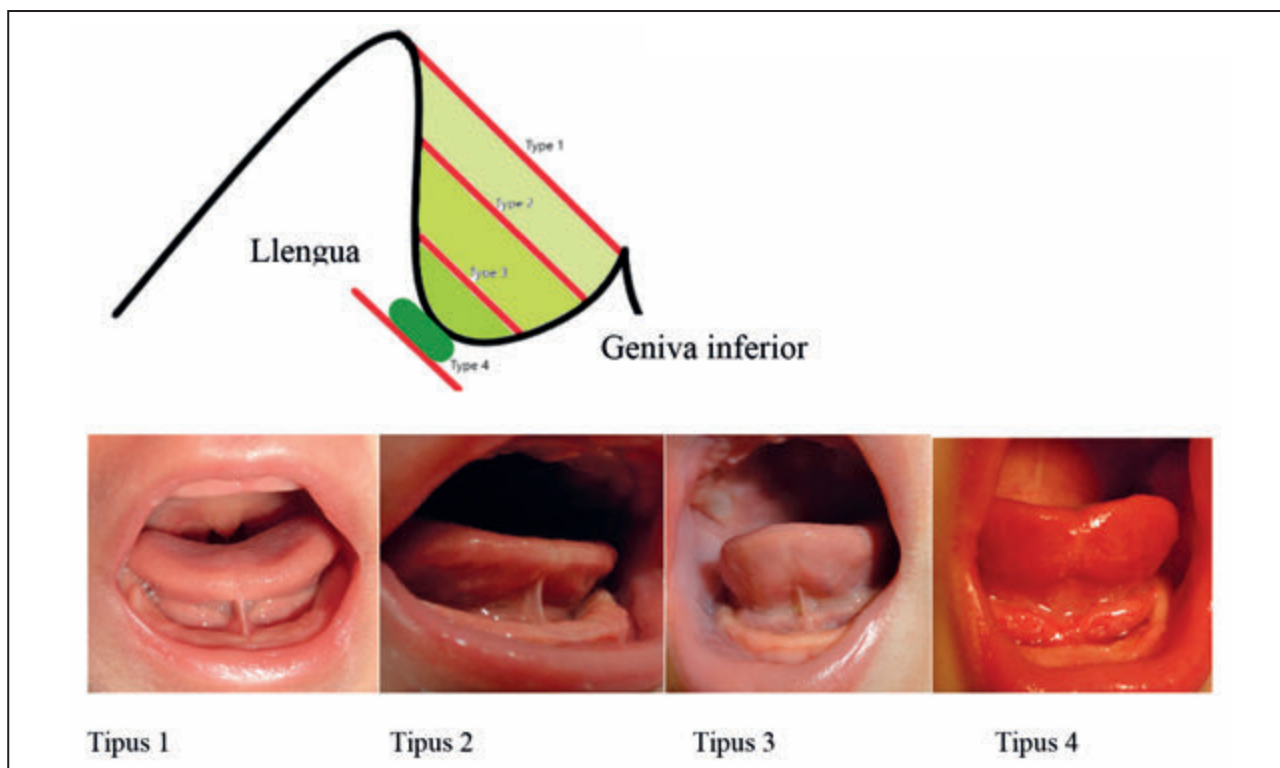 Type 1
Type 2
Llengua
Type 3
Geniva inferior
Type 4
Tipus 1
Tipus 2
Tipus 3
Tipus 4